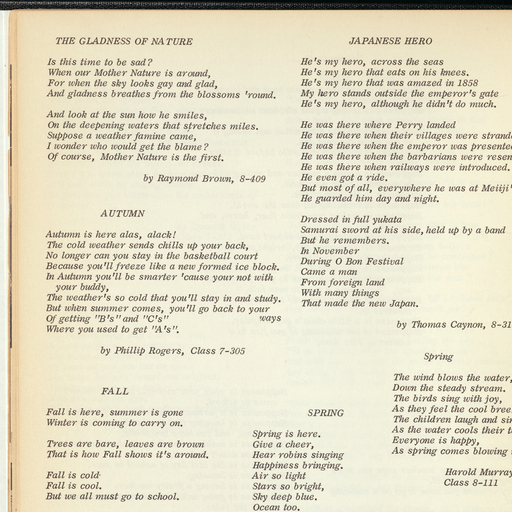 THE GLADNESS OF NATURE
Is this time to be sad?
When our Mother Nature is around,
For when the sky looks gay and glad,
And gladness breathes from the blossoms 'round.
And look at the sun how he smiles,
On the deepening waters that stretches miles.
Suppose a weather famine came,
I wonder who would get the blame?
Of course, Mother Nature is the first.
by Raymond Brown, 8-409
AUTUMN
Autumn is here alas, alack!
The cold weather sends chills up your back,
No longer can you stay in the basketball court
Because you'll freeze like a new formed ice block.
In Autumn you'll be smarter 'cause your not with
your buddy,
The weather's so cold that you'll stay in and study.
But when summer comes, you'll go back to your
Of getting "B's" and "C's" ways
Where you used to get "A's".
by Phillip Rogers, Class 7-305
FALL
Fall is here, summer is gone
Winter is coming to carry on.
Trees are bare, leaves are brown
That is how Fall shows it's around.
Fall is cold
Fall is cool.
But we all must go to school.
JAPANESE HERO
He's my hero, across the seas
He's my hero that eats on his knees.
He's my hero that was amazed in 1858
My hero stands outside the emperor's gate
He's my hero, although he didn't do much.
He was there where Perry landed
He was there when their villages were
He was there when the emperor was
He was there when the barbarians were
He was there when railways were introduced.
He even got a ride.
But most of all, everywhere he was at
He guarded him day and night.
Dressed in full yukata
Samurai sword at his side, held up by a band
But he remembers.
In November
During O Bon Festival
Came a man
From foreign land
With many things
That made the new Japan.
by Thomas Caynon, 8-31
SPRING
Spring is here.
Give a cheer,
Hear robins singing
Happiness bringing.
Air so light
Stars so bright,
Sky deep blue.
Ocean too.
Spring
The wind blows the water,
Down the steady stream.
The birds sing with joy,
As they feel the cool
The children laugh and
As the water cools their
Everyone is happy,
As spring comes blowing
Harold Murray
Class 8-111